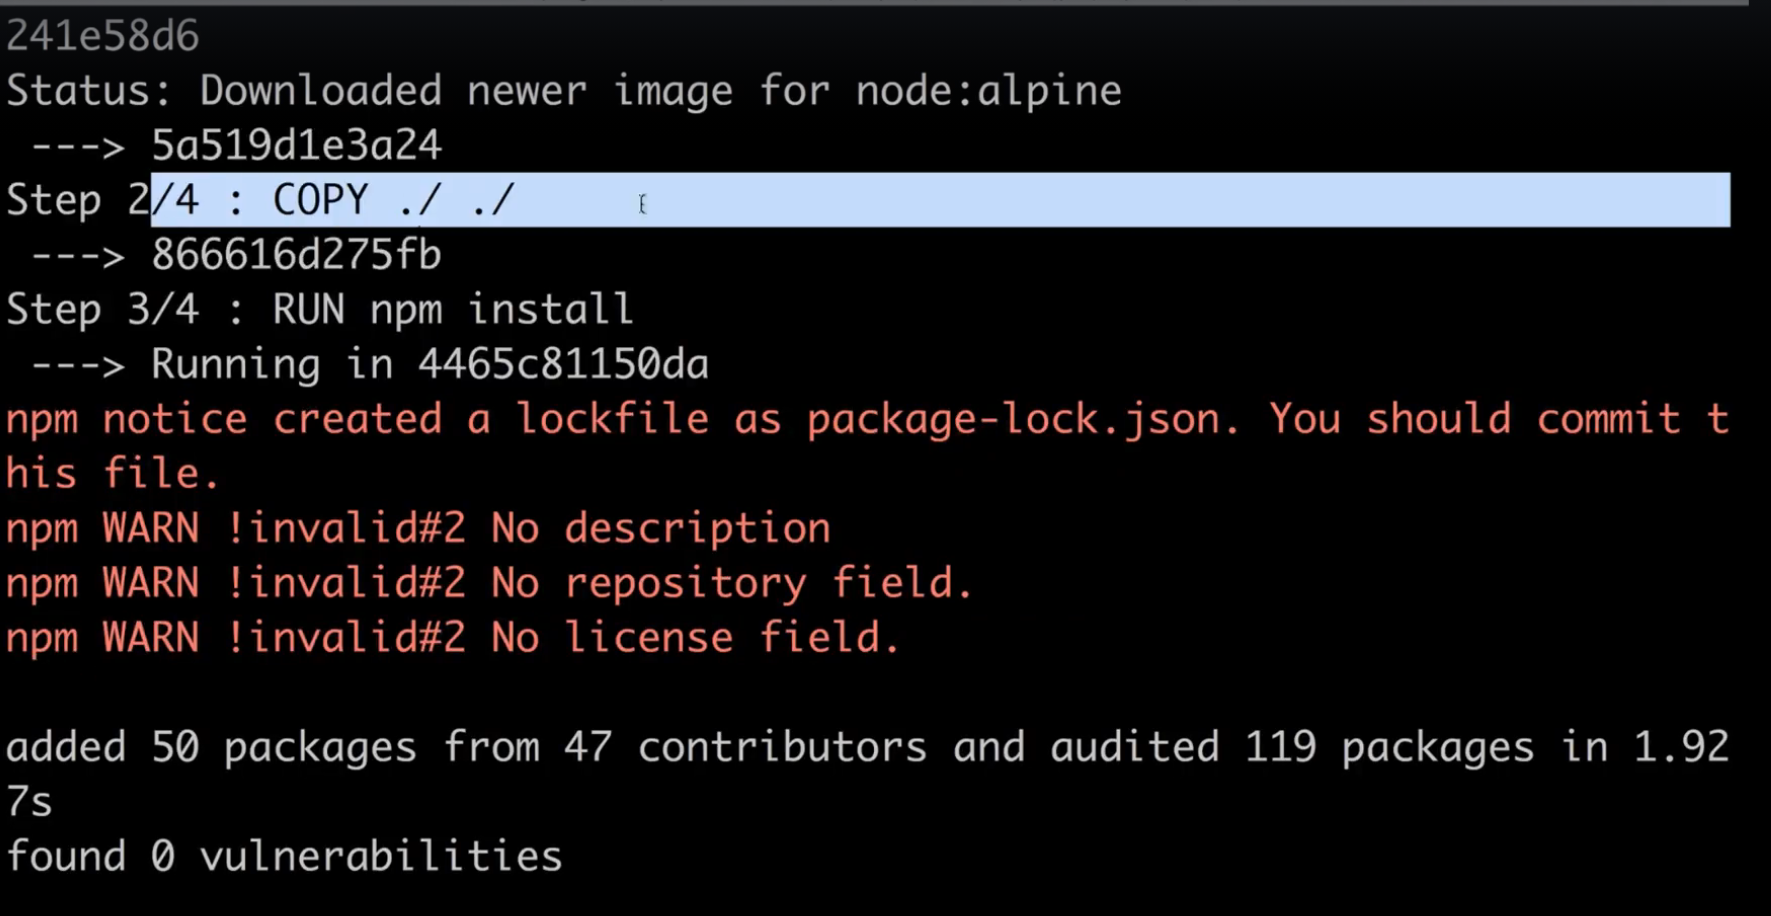 241e58d6
Status: Downloaded newer image for node:alpine
 ---> 5a519d1e3a24
Step 2/4 : COPY ./ ./
 ---> 866616d275fb
Step 3/4 : RUN npm install
 ---> Running in 4465c81150da
npm notice created a lockfile as package-lock.json. You should commit t
his file.
npm WARN !invalid#2 No description
npm WARN !invalid#2 No repository field.
npm WARN !invalid#2 No license field.
added 50 packages from 47 contributors and audited 119 packages in 1.92
7s
found 0 vulnerabilities